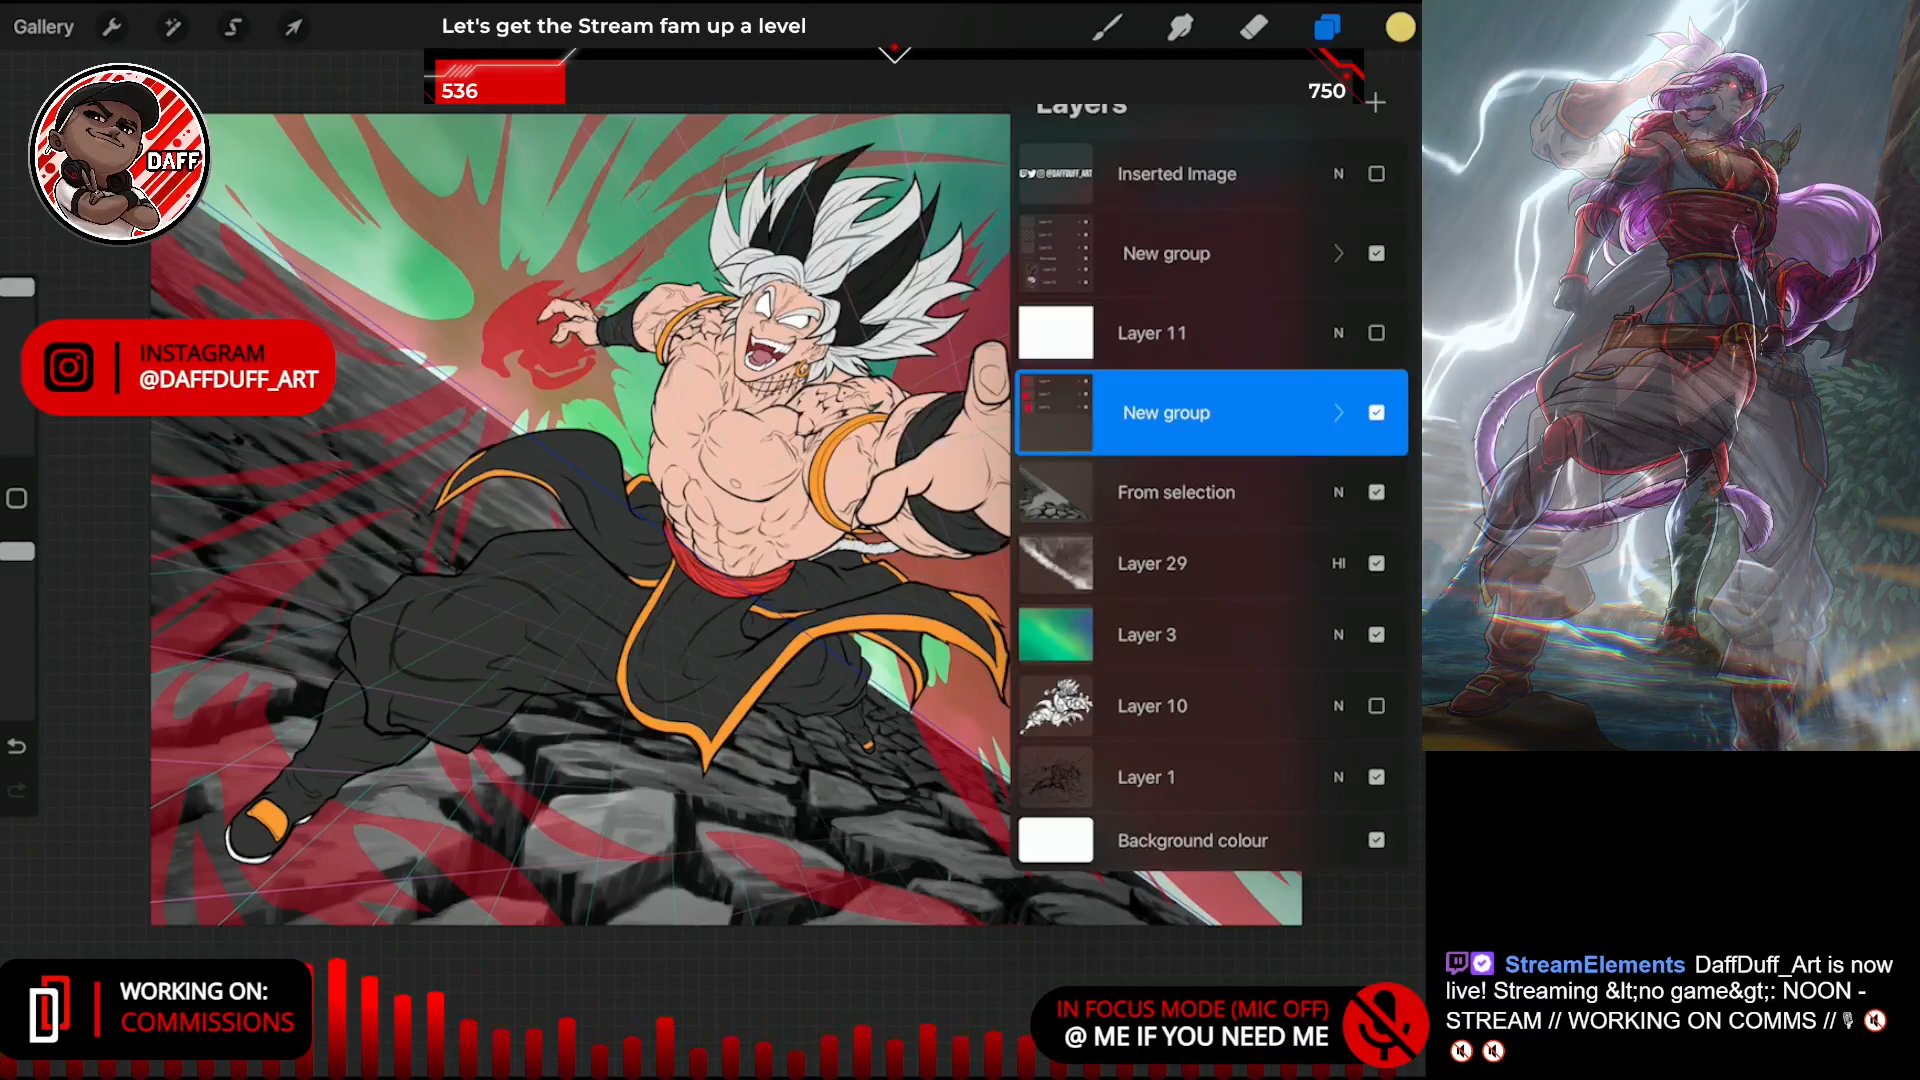 Gallery
Let's get the Stream fam up a level
536
750
Layers
DAFF
@DAFFDUFF_ART
Inserted Image
N
New group
Layer 11
N
INSTAGRAM
@DAFFDUFF_ART
New group
From selection
N
Layer 29
HI
Layer 3
N
Layer 10
N
Layer 1
N
Background colour
WORKING ON:
COMMISSIONS
IN FOCUS MODE (MIC OFF)
@ ME IF YOU NEED ME
StreamElements DaffDuff_Art is now
live! Streaming &lt;no game&gt;: NOON -
STREAM // WORKING ON COMMS //